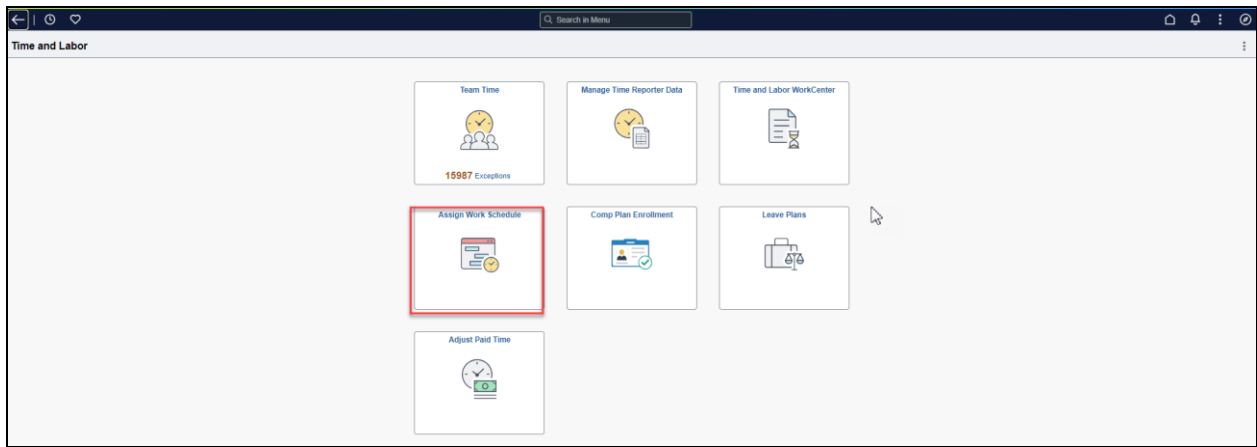 Search in Menu
Time and Labor
Team Time
Manage Time Reporter Data
Time and Labor WorkCenter
15987 Exceptions
Assign Work Schedule
Comp Plan Enrollment
Leave Plans
Adjust Paid Time